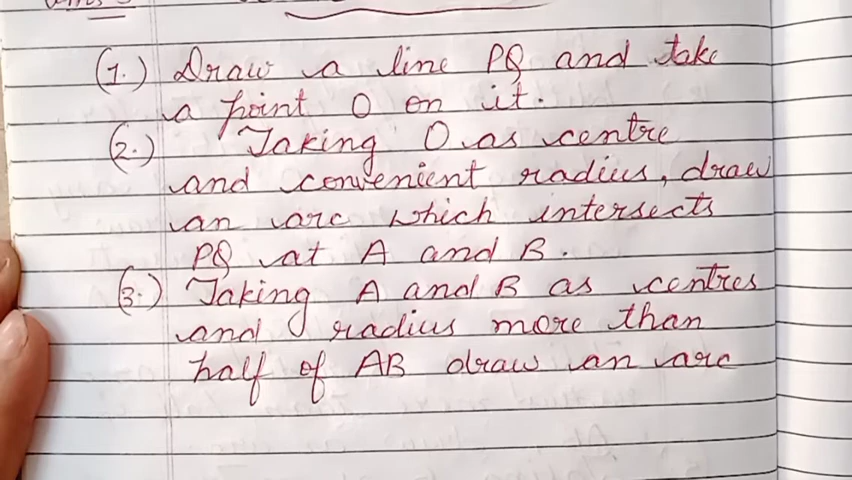 (1.) Draw a line PQ and take
a point O on it.
(2.) Taking O as centre
and convenient radius, draw
an arc which intersects
PQ at A and B.
(3.) Taking A and B as centres
and radius more than
half of AB draw an arc